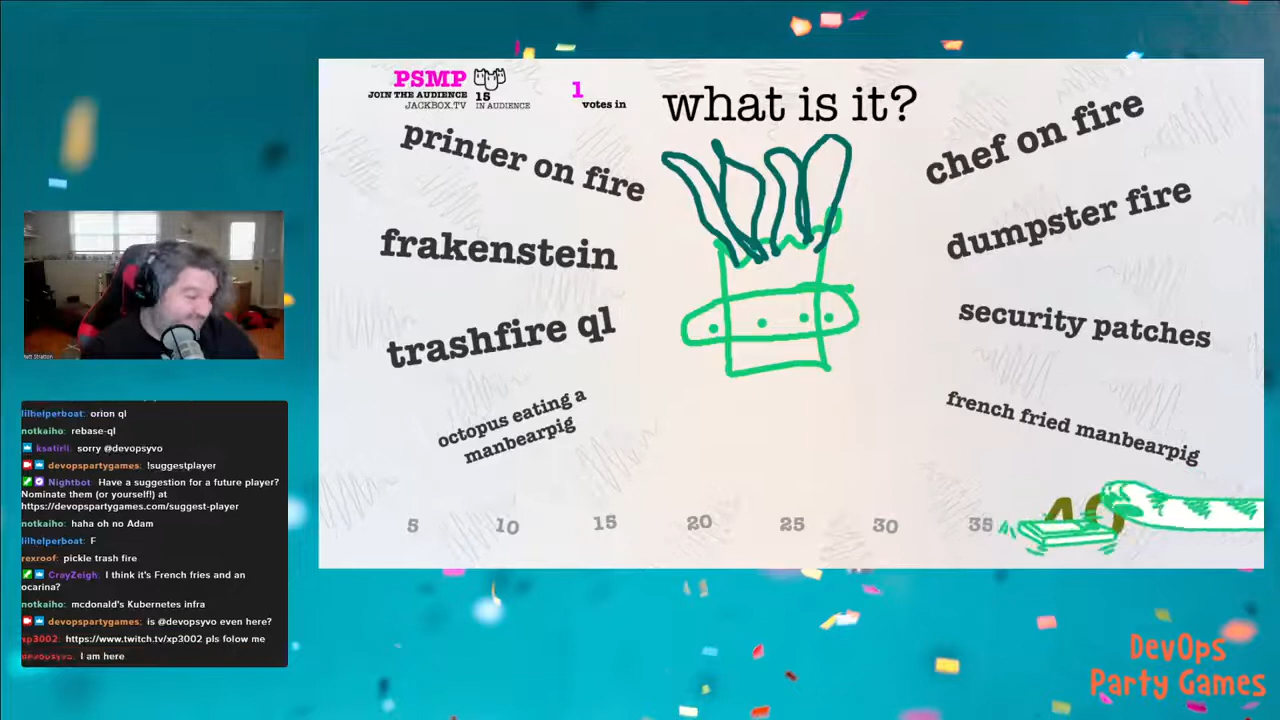 PSMP
JOIN THE AUDIENCE
JACKBOX.TV
15
IN AUDIENCE
1
votes in
what is it?
printer on fire
frakenstein
trashfire ql
octopus eating a
manbearpig
chef on fire
dumpster fire
security patches
french fried manbearpig
5 10 15 20 25 30 35
lilhelperboat: orion ql
notkaiho: rebase-ql
ksatirli: sorry @devopsyvo
devopspartygames: !suggestplayer
Nightbot: Have a suggestion for a future player?
Nominate them (or yourself!) at
https://devopspartygames.com/suggest-player
notkaiho: haha oh no Adam
lilhelperboat: F
rexroof: pickle trash fire
CrayZeigh: I think it's French fries and an
ocarina?
notkaiho: mcdonald's Kubernetes infra
devopspartygames: is @devopsyvo even here?
xp3002: https://www.twitch.tv/xp3002 pls folow me
devopsyvo: I am here
DevOps
Party Games